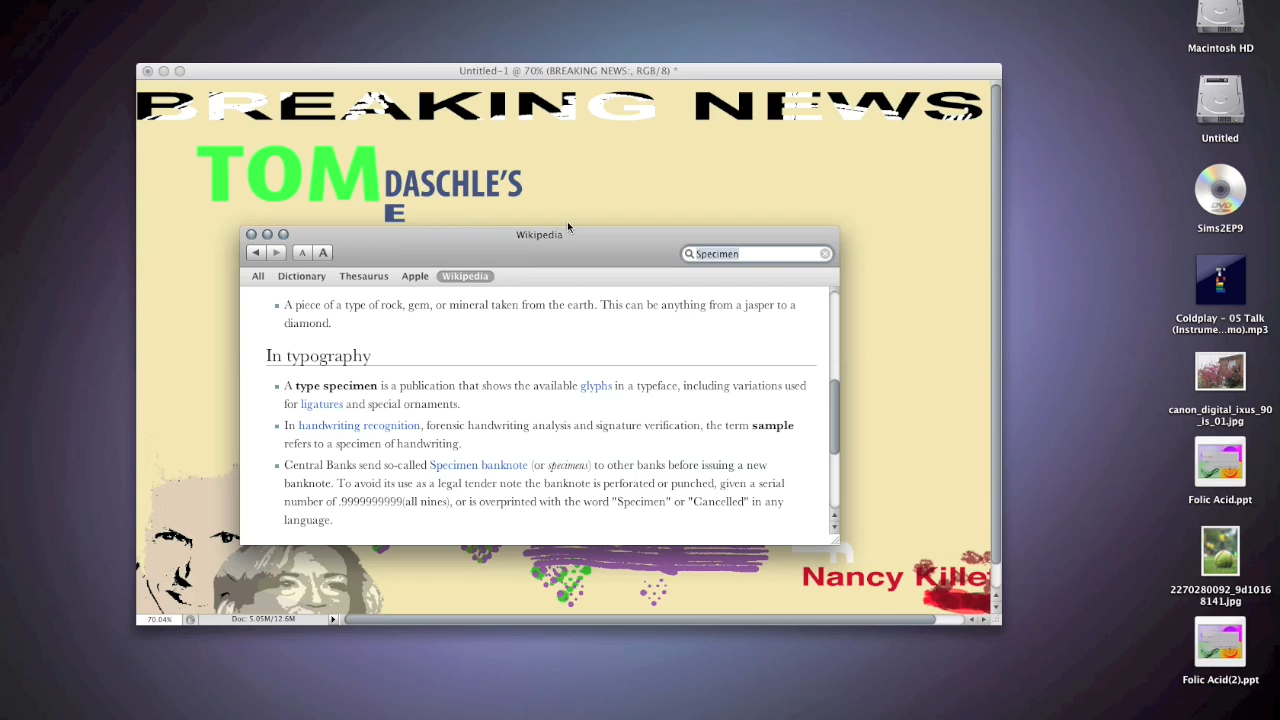 Macintosh HD
Untitled-1 @ 70% (BREAKING NEWS:, RGB/8) *
BREAKING NEWS
Untitled
TOM DASCHLE'S
E
Sims2EP9
Wikipedia
A A Specimen
All Dictionary Thesaurus Apple Wikipedia
A piece of a type of rock, gem, or mineral taken from the earth. This can be anything from a jasper to a
diamond.
In typography
A type specimen is a publication that shows the available glyphs in a typeface, including variations used
for ligatures and special ornaments.
In handwriting recognition, forensic handwriting analysis and signature verification, the term sample
refers to a specimen of handwriting.
Central Banks send so-called Specimen banknote (or specimens) to other banks before issuing a new
banknote. To avoid its use as a legal tender note the banknote is perforated or punched, given a serial
number of .9999999999(all nines), or is overprinted with the word "Specimen" or "Cancelled" in any
language.
Coldplay - 05 Talk
(Instrume...mo).mp3
canon_digital_ixus_90
_is_01.jpg
Folic Acid.ppt
Nancy Kille
2270280092_9d1016
8141.jpg
70.04% Doc: 5.05M/12.6M
Folic Acid(2).ppt